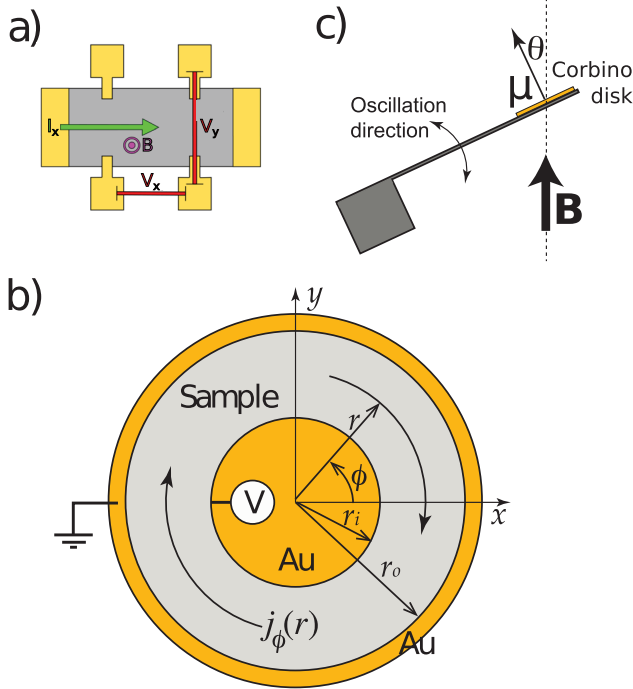 a)
I_x
V_y
B
V_x
c)
θ
μ
Corbino
disk
Oscillation
direction
B
b)
y
Sample
r
ϕ
V
x
r_i
Au
r_o
j_ϕ(r)
Au